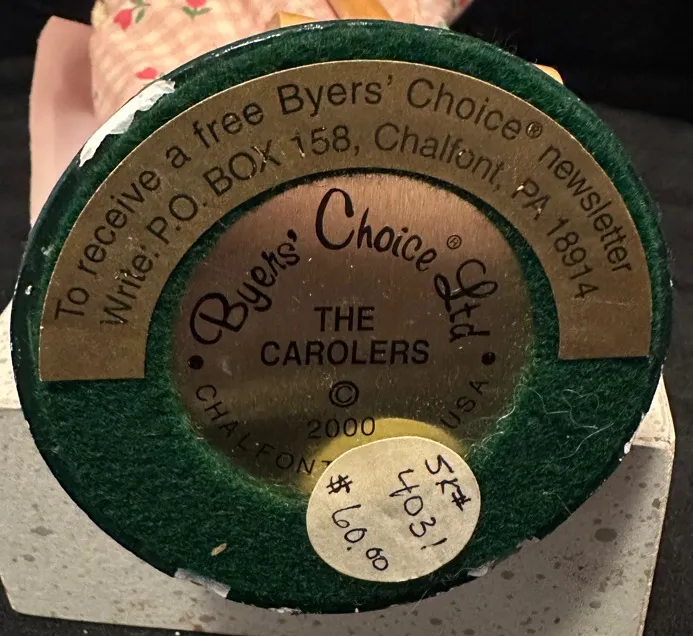 To receive a free Byers' Choice® newsletter
Write: P.O. BOX 158, Chalfont, PA 18914
Byers' Choice® Ltd
THE
CAROLERS
©
2000
• CHALFONT USA •
SK#
4031
$60.00